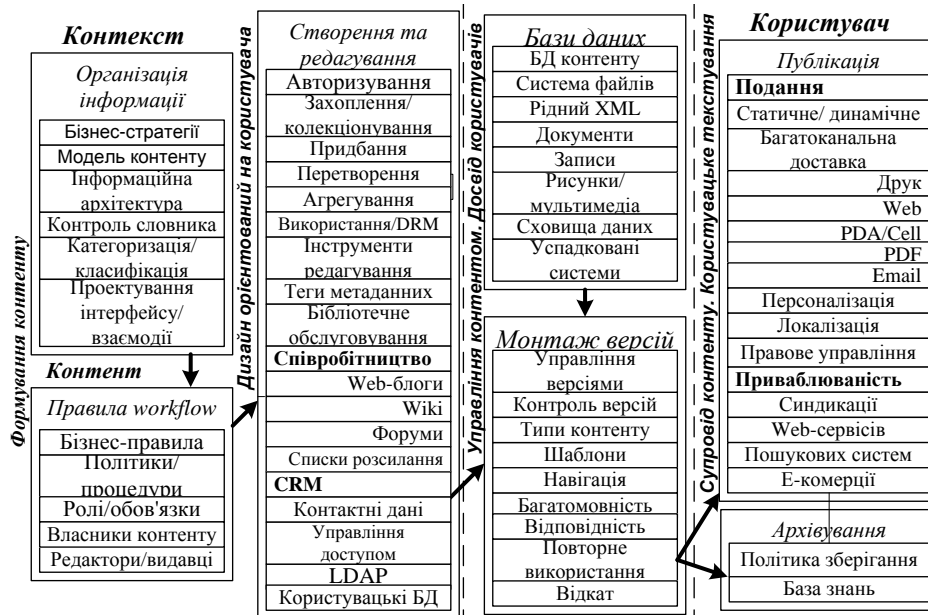 Формування контенту
Контекст
Організація
інформації
Бізнес-стратегії
Модель контенту
Інформаційна
архітектура
Контроль словника
Категоризація/
класифікація
Проектування
інтерфейсу/
взаємодії
Контент
Правила workflow
Бізнес-правила
Політики/
процедури
Ролі/обов'язки
Власники контенту
Редактори/видавці
Дизайн орієнтований на користувача
Створення та
редагування
Авторизування
Захоплення/
колекціонування
Придбання
Перетворення
Агрегування
Використання/DRM
Інструменти
редагування
Теги метаданних
Бібліотечне
обслуговування
Співробітництво
Web-блоги
Wiki
Форуми
Списки розсилання
CRM
Контактні дані
Управління
доступом
LDAP
Користувацькі БД
Управління контентом. Досвід користувачів
Бази даних
БД контенту
Система файлів
Рідний XML
Документи
Записи
Рисунки/
мультимедіа
Сховища даних
Успадковані
системи
Монтаж версій
Управління
версіями
Контроль версій
Типи контенту
Шаблони
Навігація
Багатомовність
Відповідність
Повторне
використання
Відкат
Супровід контенту. Користувацьке текстування
Користувач
Публікація
Подання
Статичне/ динамічне
Багатоканальна
доставка
Друк
Web
PDA/Cell
PDF
Email
Персоналізація
Локалізація
Правове управління
Приваблюваність
Синдикації
Web-сервісів
Пошукових систем
Е-комерції
Архівування
Політика зберігання
База знань